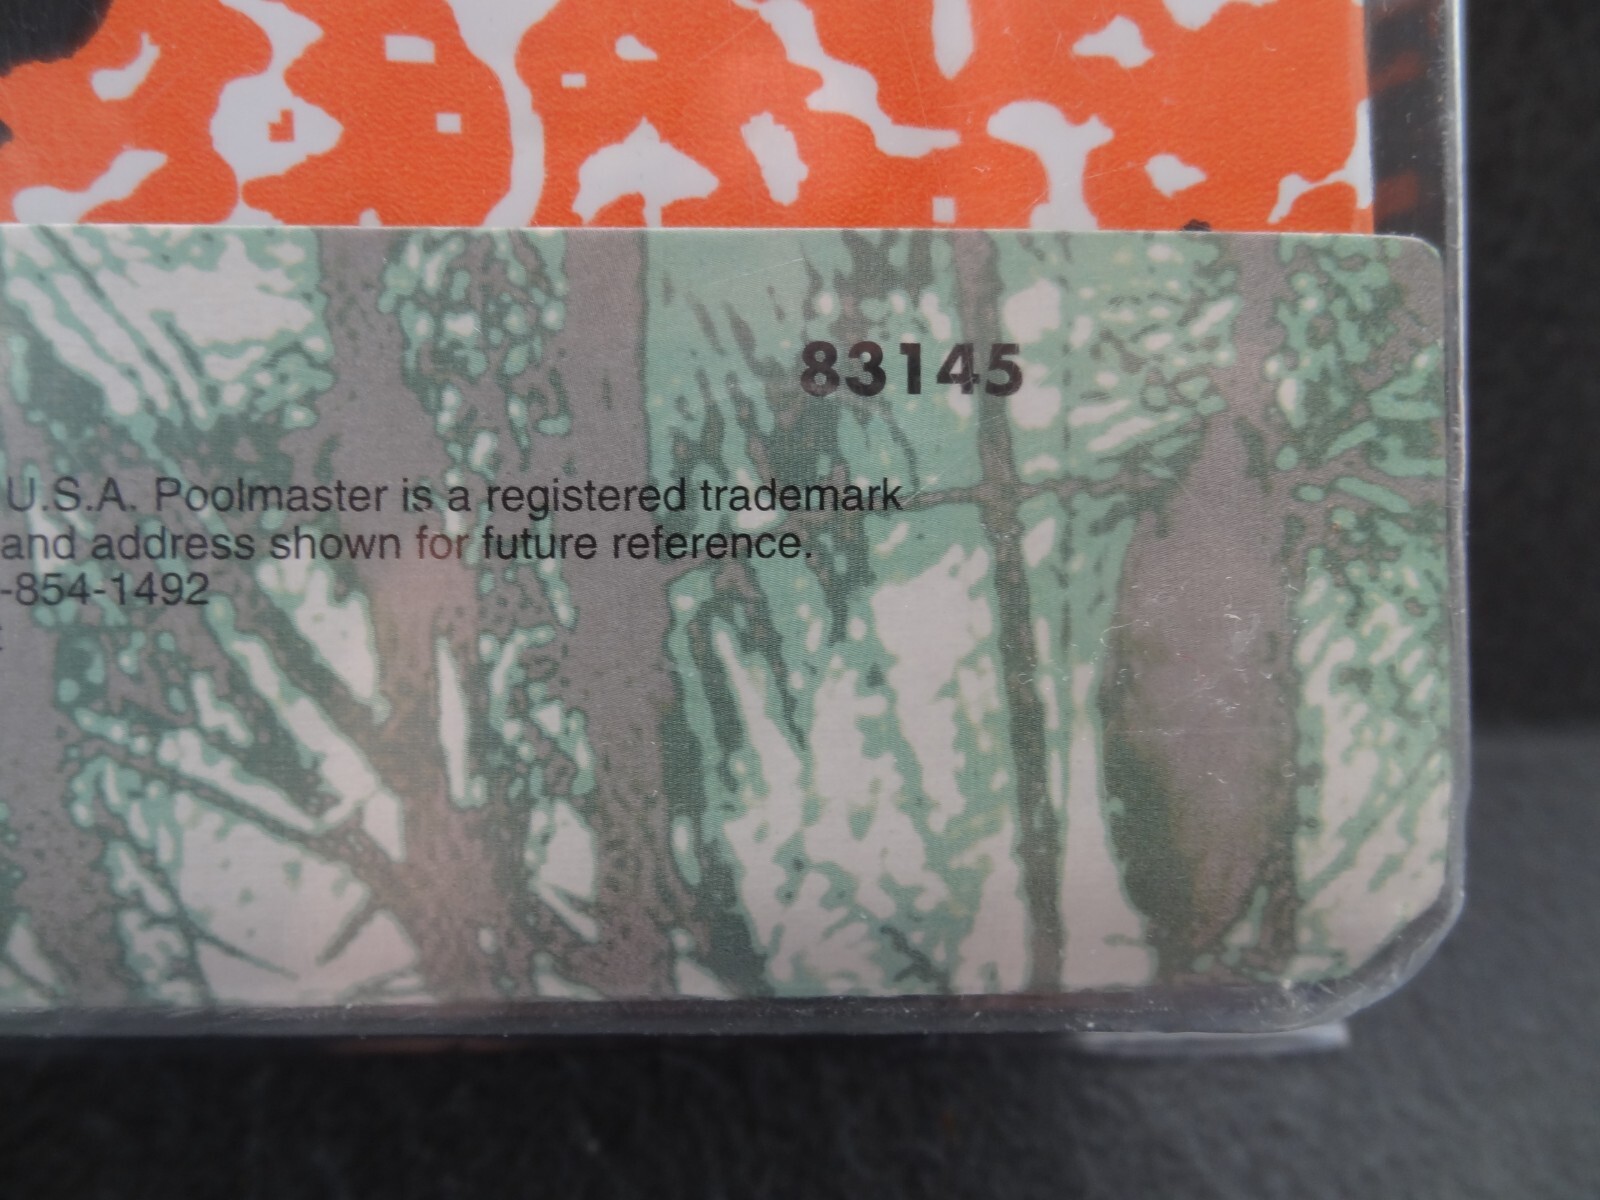 83145
U.S.A. Poolmaster is a registered trademark
and address shown for future reference.
-854-1492